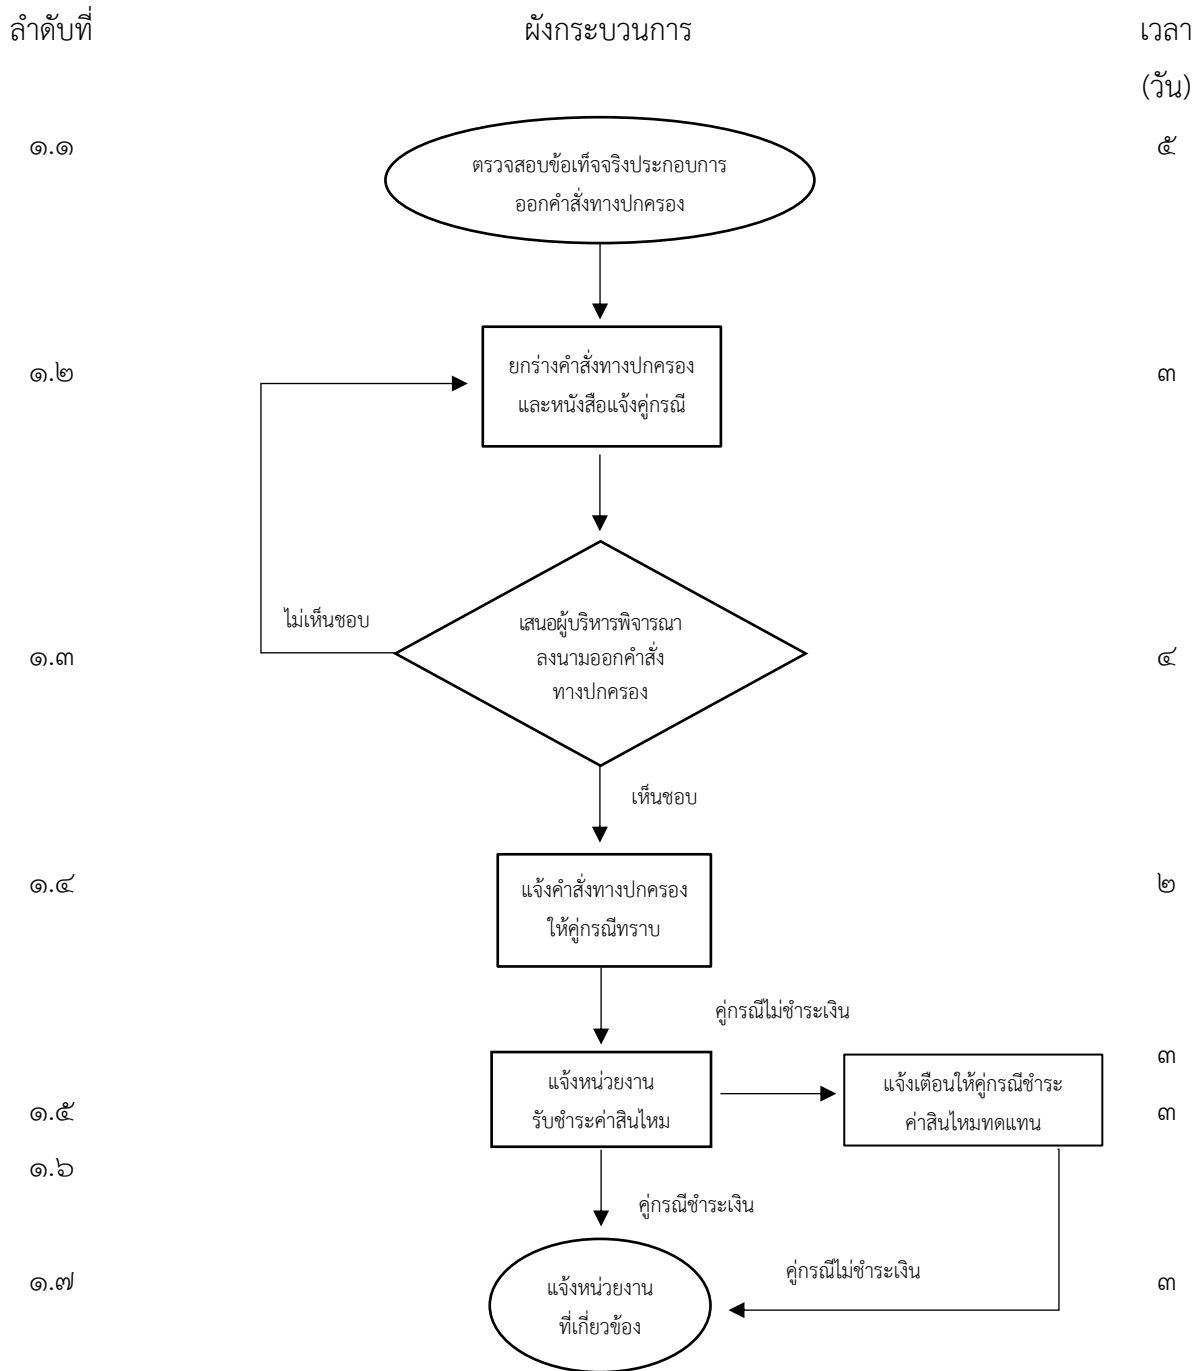 ลำดับที่ ผังกระบวนการ เวลา
(วัน)
๑.๑ ๕
ตรวจสอบข้อเท็จจริงประกอบการ
ออกคำสั่งทางปกครอง
๑.๒ ๓
ยกร่างคำสั่งทางปกครอง
และหนังสือแจ้งคู่กรณี
ไม่เห็นชอบ
๑.๓ ๔
เสนอผู้บริหารพิจารณา
ลงนามออกคำสั่ง
ทางปกครอง
เห็นชอบ
๑.๔ ๒
แจ้งคำสั่งทางปกครอง
ให้คู่กรณีทราบ
คู่กรณีไม่ชำระเงิน
๓
แจ้งหน่วยงาน
รับชำระค่าสินไหม
แจ้งเตือนให้คู่กรณีชำระ
ค่าสินไหมทดแทน
๑.๕ ๓
๑.๖
คู่กรณีชำระเงิน
คู่กรณีไม่ชำระเงิน
๑.๗ ๓
แจ้งหน่วยงาน
ที่เกี่ยวข้อง